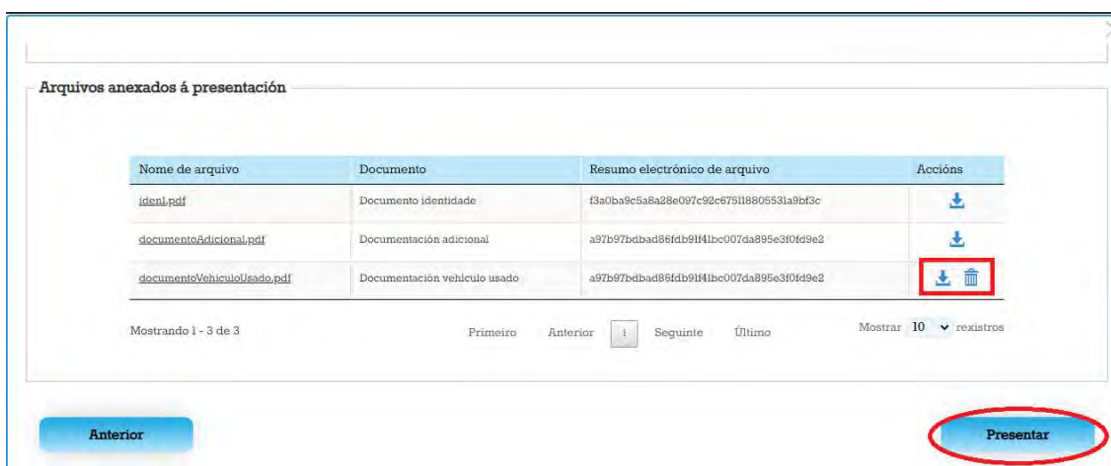 Arquivos anexados á presentación
Nome de arquivo Documento Resumo electrónico de arquivo Accións
iden1.pdf Documento identidade f3a0ba9c5a8a28e097c92c675118805531a9bf3c
documentoAdicional.pdf Documentación adicional a97b97bdbad86fdb91f41bc007da895e3f0fd9e2
documentoVehiculoUsado.pdf Documentación vehículo usado a97b97bdbad86fdb91f41bc007da895e3f0fd9e2
Mostrando 1 - 3 de 3 Primeiro Anterior 1 Seguinte Último Mostrar 10 rexistros
Anterior Presentar